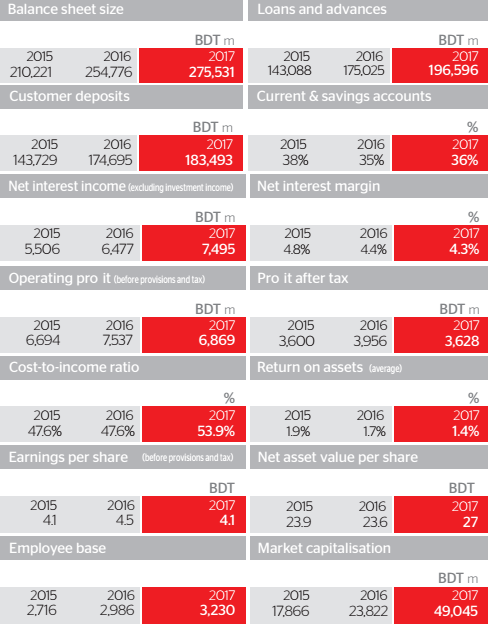 Balance sheet size
BDT m
2015 2016 2017
210,221 254,776 275,531
Loans and advances
BDT m
2015 2016 2017
143,088 175,025 196,596
Customer deposits
BDT m
2015 2016 2017
143,729 174,695 183,493
Current & savings accounts
%
2015 2016 2017
38% 35% 36%
Net interest income (excluding investment income)
BDT m
2015 2016 2017
5,506 6,477 7,495
Net interest margin
%
2015 2016 2017
4.8% 4.4% 4.3%
Operating pro it (before provisions and tax)
BDT m
2015 2016 2017
6,694 7,537 6,869
Pro it after tax
BDT m
2015 2016 2017
3,600 3,956 3,628
Cost-to-income ratio
%
2015 2016 2017
47.6% 47.6% 53.9%
Return on assets (average)
%
2015 2016 2017
1.9% 1.7% 1.4%
Earnings per share (before provisions and tax)
BDT
2015 2016 2017
4.1 4.5 4.1
Net asset value per share
BDT
2015 2016 2017
23.9 23.6 27
Employee base
2015 2016 2017
2,716 2,986 3,230
Market capitalisation
BDT m
2015 2016 2017
17,866 23,822 49,045